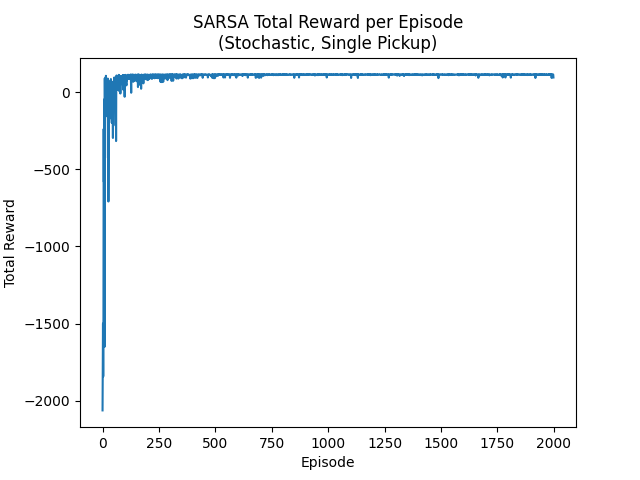 SARSA Total Reward per Episode
(Stochastic, Single Pickup)
Total Reward
0
−500
−1000
−1500
−2000
0 250 500 750 1000 1250 1500 1750 2000
Episode